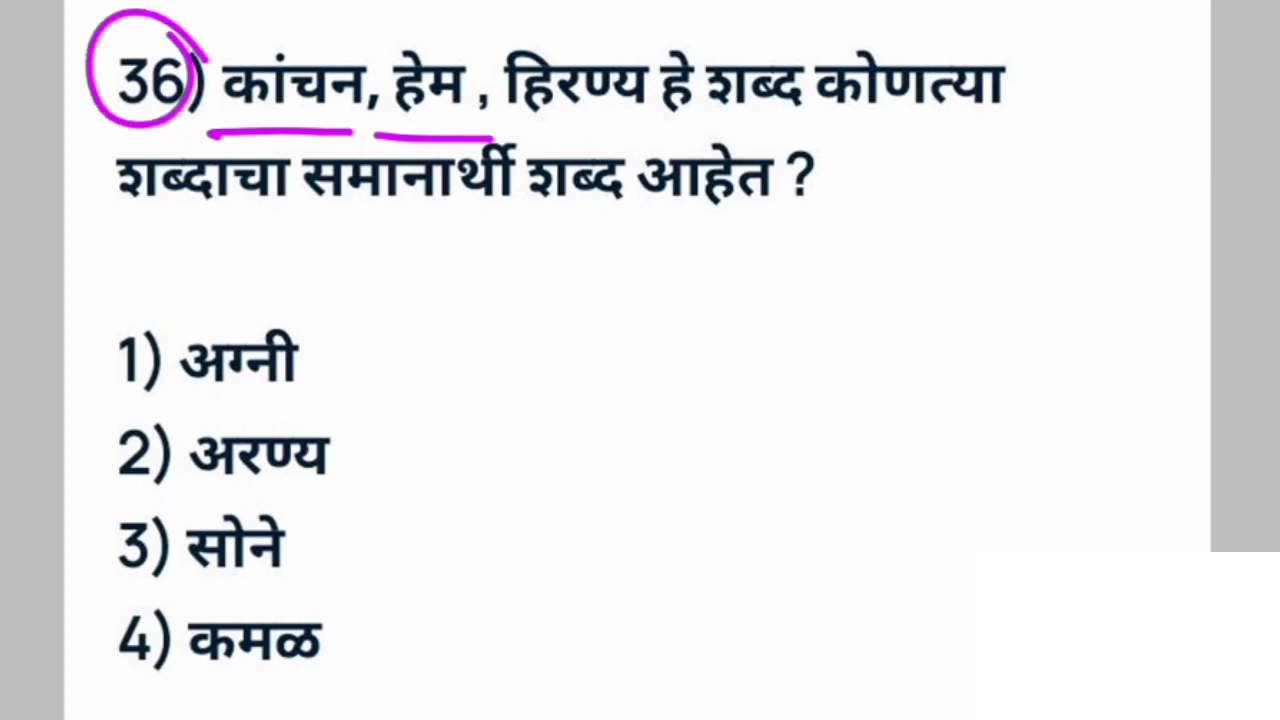 36) कांचन, हेम , हिरण्य हे शब्द कोणत्या
शब्दाचा समानार्थी शब्द आहेत ?
1) अग्नी
2) अरण्य
3) सोने
4) कमळ